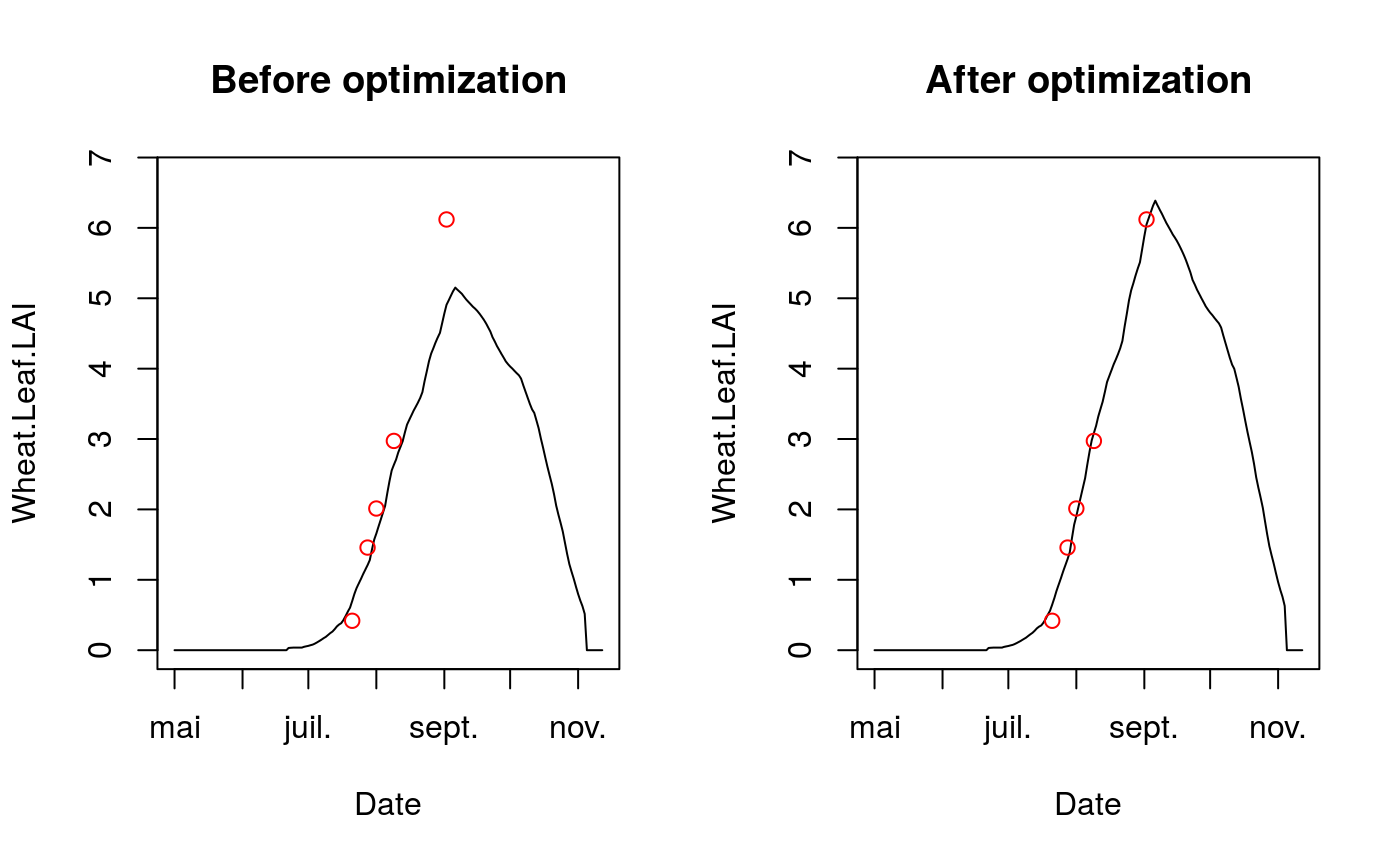 Before optimization
Wheat.Leaf.LAI
7
6
5
4
3
2
1
0
mai juil. sept. nov.
Date
After optimization
Wheat.Leaf.LAI
7
6
5
4
3
2
1
0
mai juil. sept. nov.
Date